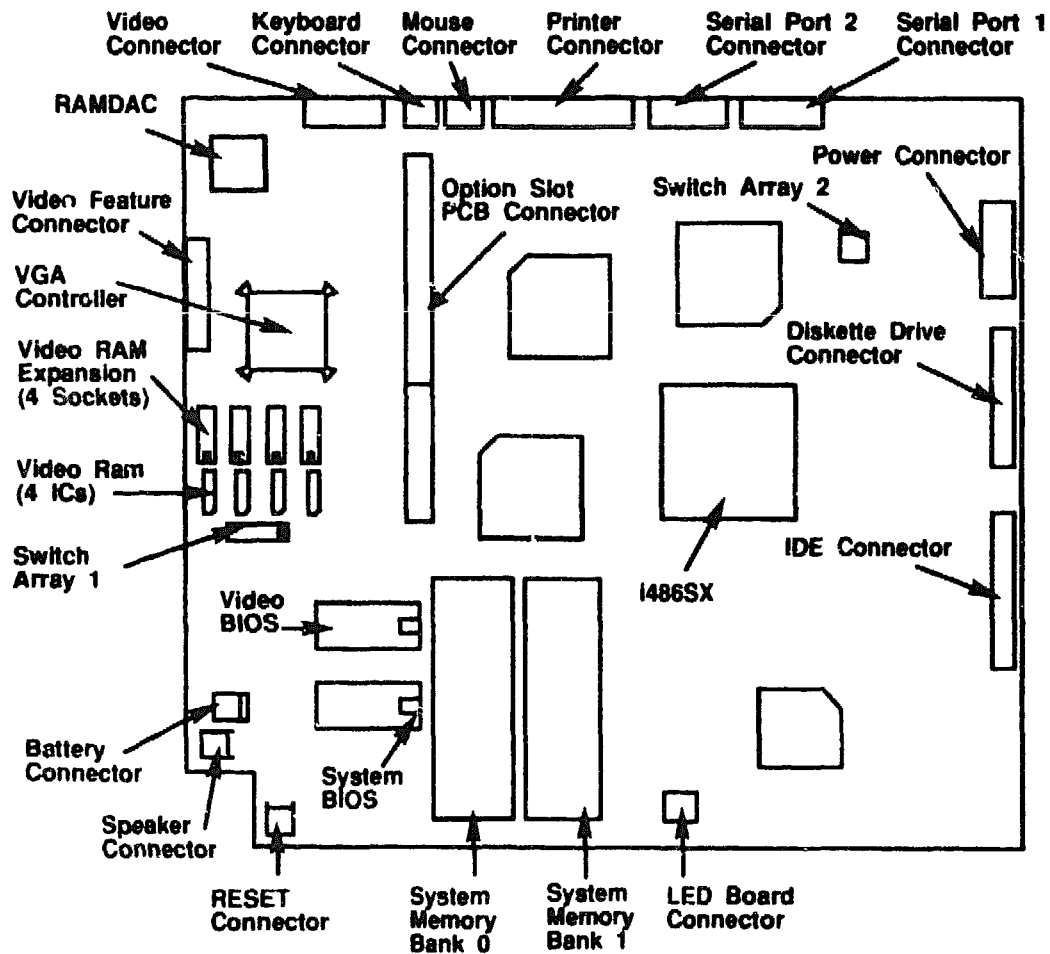 Video
Connector
Keyboard
Connector
Mouse
Connector
Printer
Connector
Serial Port 2
Connector
Serial Port 1
Connector
RAMDAC
Power Connector
Option Slot
PCB Connector
Switch Array 2
Video Feature
Connector
VGA
Controller
Diskette Drive
Connector
Video RAM
Expansion
(4 Sockets)
Video Ram
(4 ICs)
Switch
Array 1
IDE Connector
i486SX
Video
BIOS
Battery
Connector
System
BIOS
Speaker
Connector
RESET
Connector
System
Memory
Bank 0
System
Memory
Bank 1
LED Board
Connector